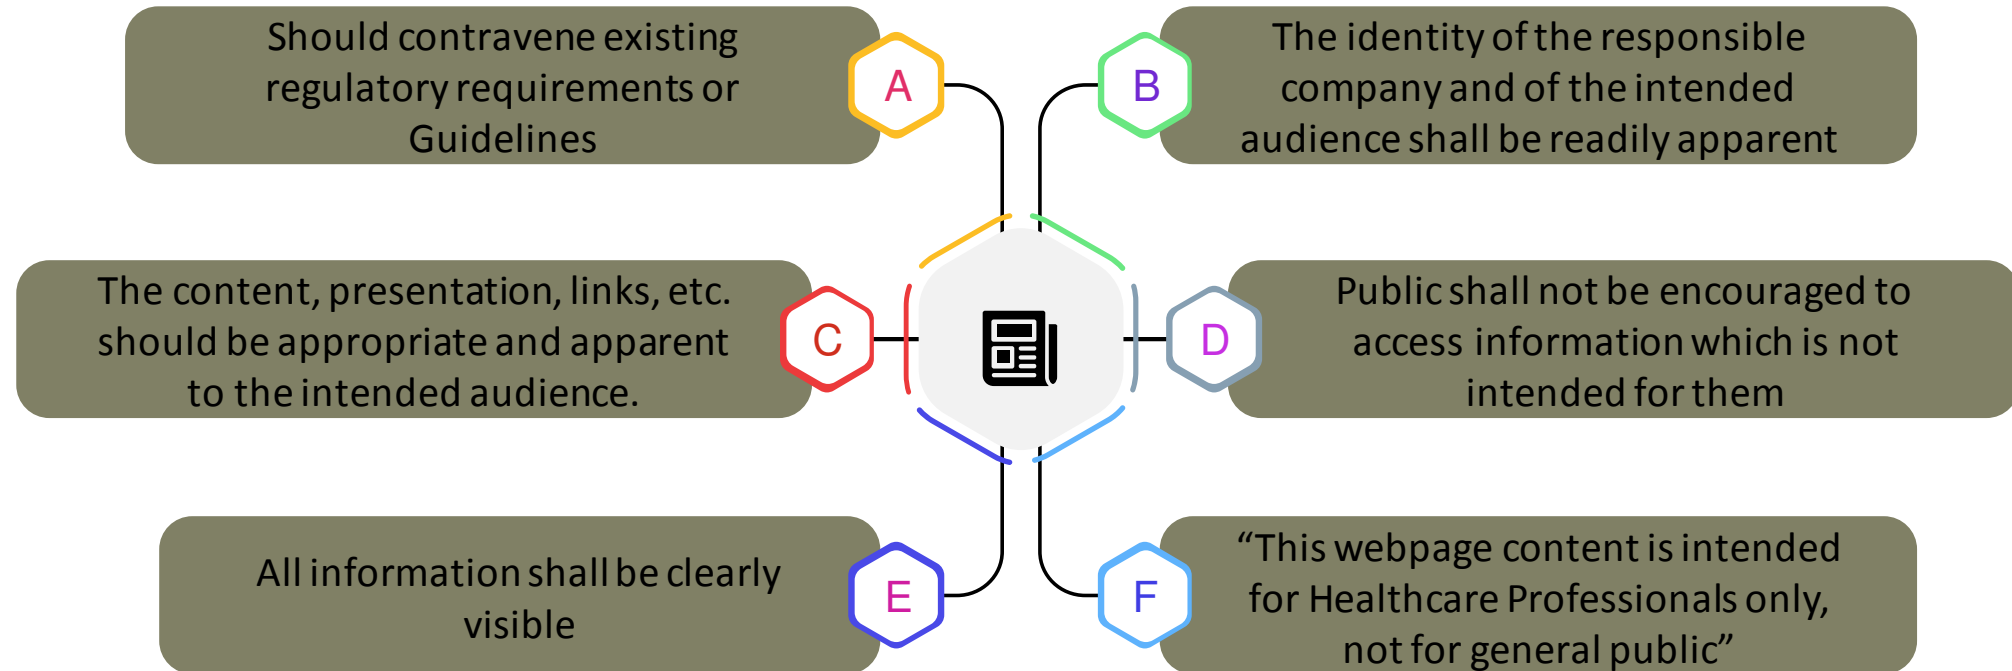 A
Should contravene existing
regulatory requirements or
Guidelines
B
The identity of the responsible
company and of the intended
audience shall be readily apparent
C
The content, presentation, links, etc.
should be appropriate and apparent
to the intended audience.
D
Public shall not be encouraged to
access information which is not
intended for them
E
All information shall be clearly
visible
F
“This webpage content is intended
for Healthcare Professionals only,
not for general public”